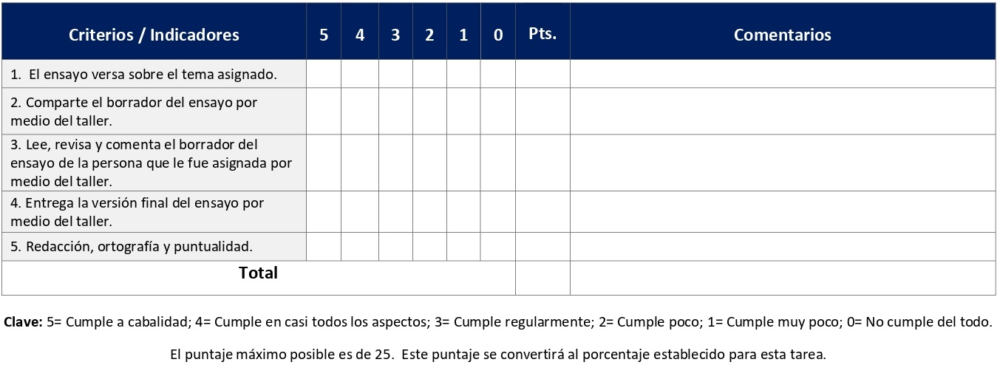 Criterios / Indicadores 5 4 3 2 1 0 Pts. Comentarios
1. El ensayo versa sobre el tema asignado.
2. Comparte el borrador del ensayo por
medio del taller.
3. Lee, revisa y comenta el borrador del
ensayo de la persona que le fue asignada por
medio del taller.
4. Entrega la versión final del ensayo por
medio del taller.
5. Redacción, ortografía y puntualidad.
Total
Clave: 5= Cumple a cabalidad; 4= Cumple en casi todos los aspectos; 3= Cumple regularmente; 2= Cumple poco; 1= Cumple muy poco; 0= No cumple del todo.
El puntaje máximo posible es de 25. Este puntaje se convertirá al porcentaje establecido para esta tarea.